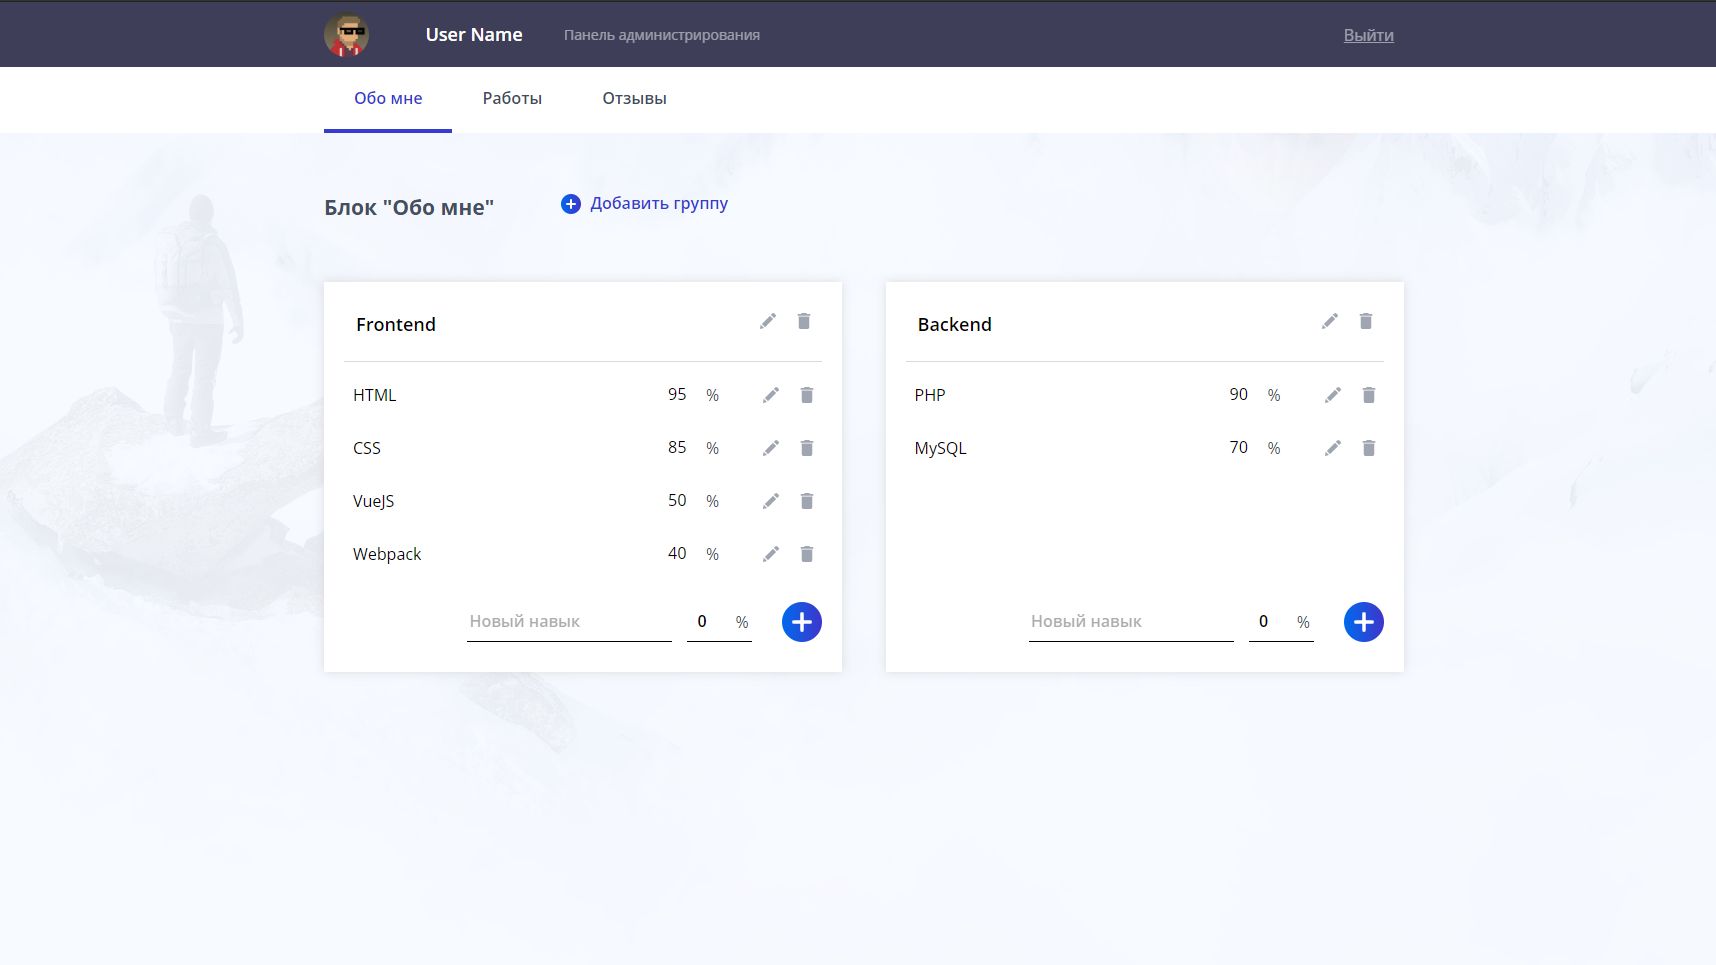 User Name Панель администрирования Выйти
Обо мне Работы Отзывы
Блок "Обо мне" Добавить группу
Frontend
HTML 95 %
CSS 85 %
VueJS 50 %
Webpack 40 %
Новый навык 0 %
Backend
PHP 90 %
MySQL 70 %
Новый навык 0 %